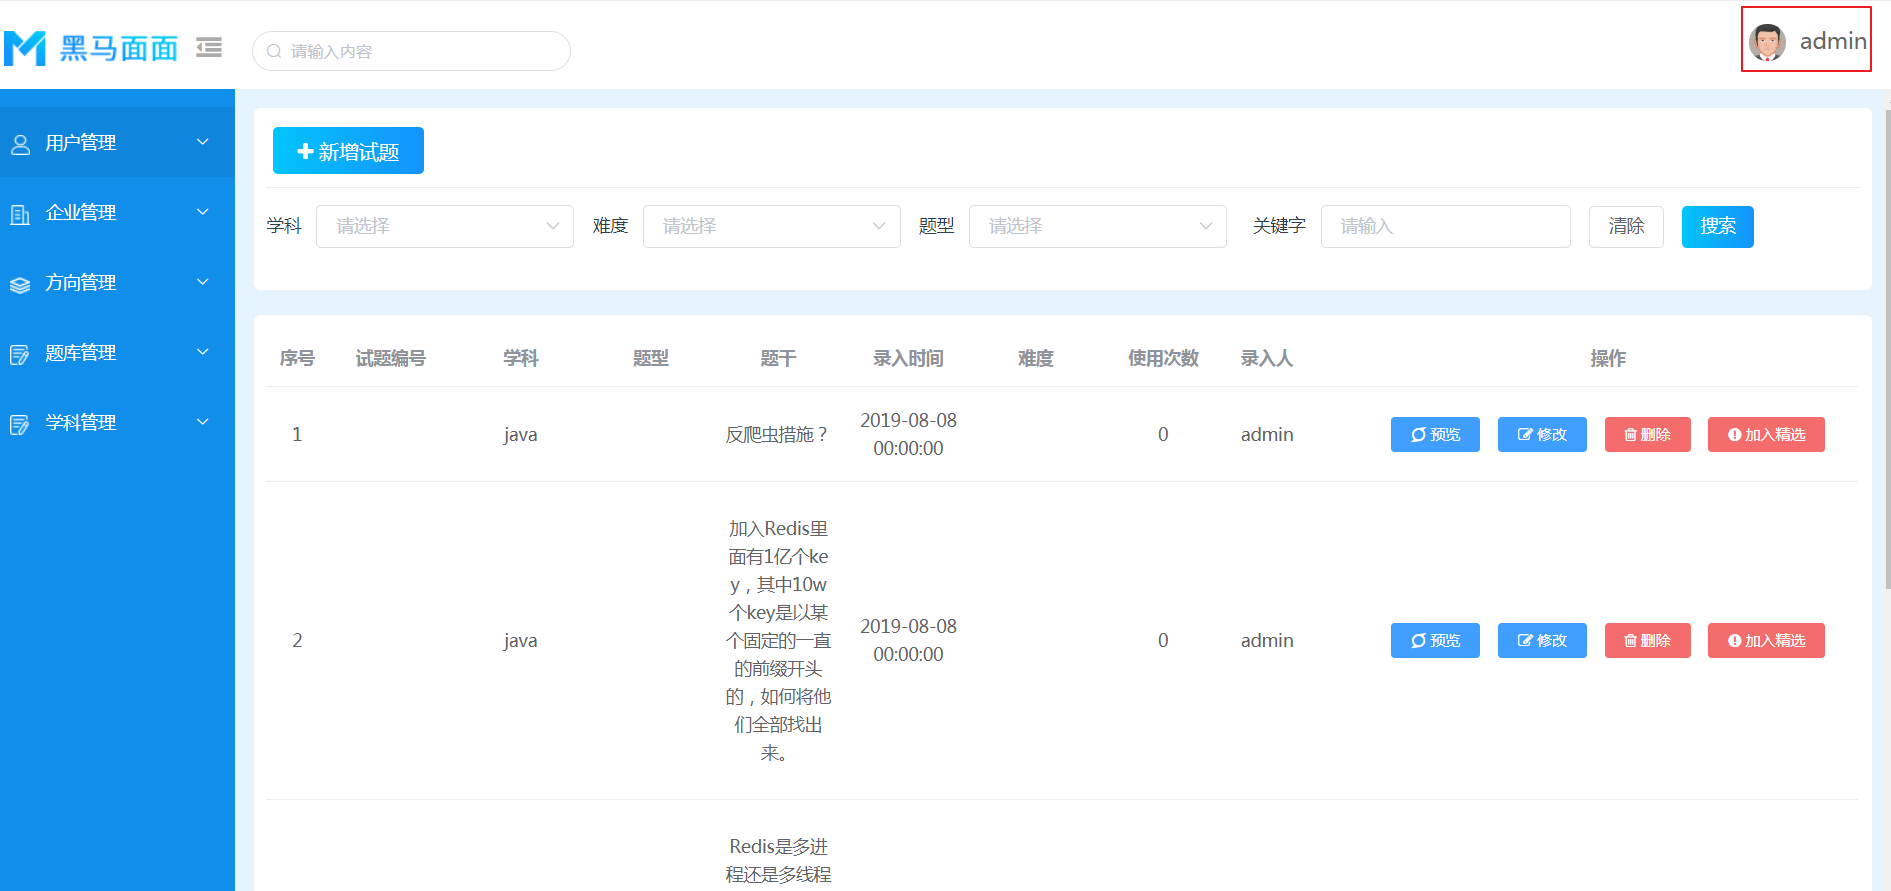 黑马面面
请输入内容
admin
用户管理
企业管理
方向管理
题库管理
学科管理
新增试题
学科 请选择 难度 请选择 题型 请选择 关键字 请输入 清除 搜索
序号 试题编号 学科 题型 题干 录入时间 难度 使用次数 录入人 操作
1 java 反爬虫措施？ 2019-08-08 00:00:00 0 admin 预览 修改 删除 加入精选
加入Redis里
面有1亿个ke
y，其中10w
个key是以某
个固定的一直
的前缀开头
的，如何将他
们全部找出
来。
2 java 2019-08-08 00:00:00 0 admin 预览 修改 删除 加入精选
Redis是多进
程还是多线程